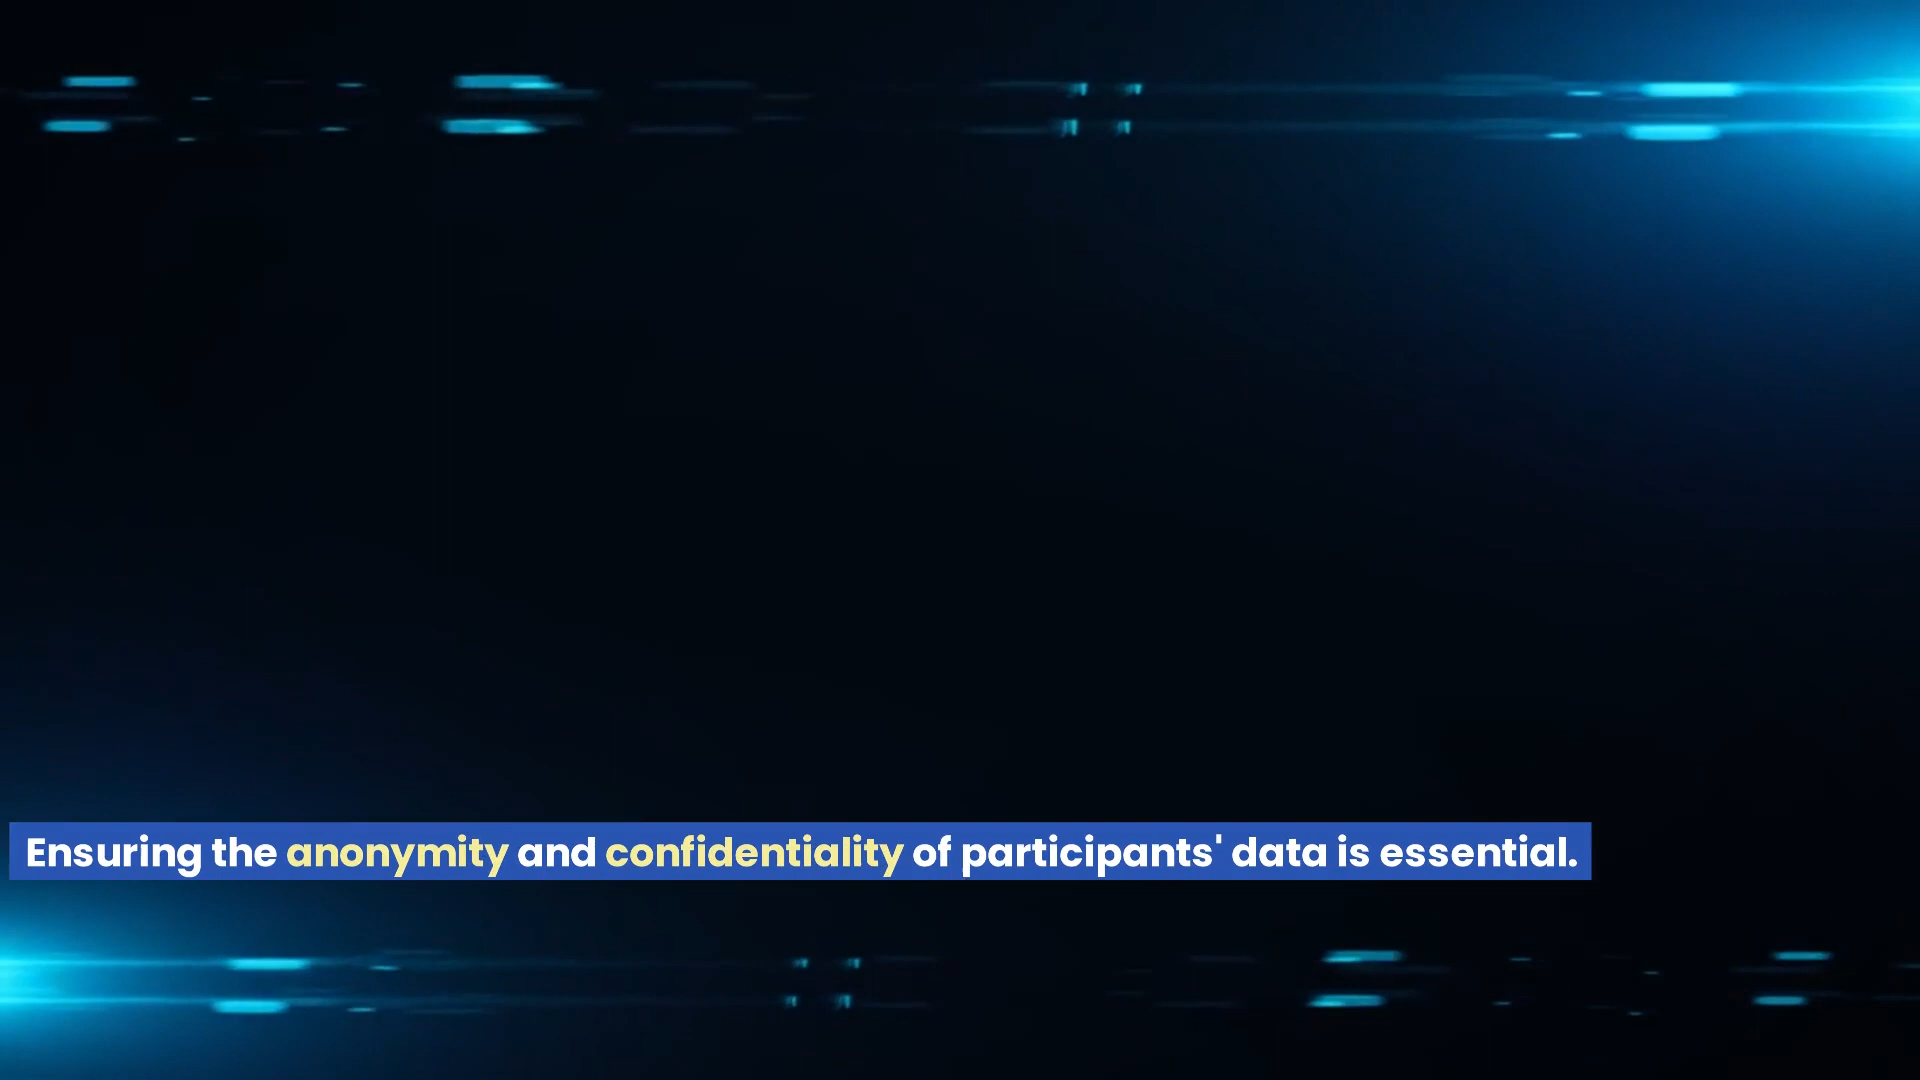 Ensuring the anonymity and confidentiality of participants' data is essential.